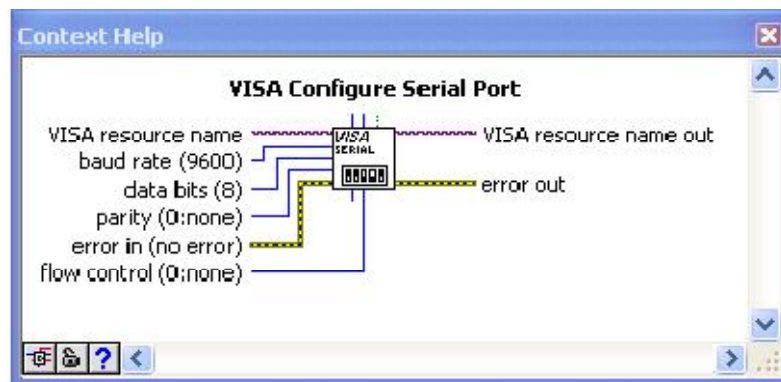 Context Help
VISA Configure Serial Port
VISA resource name
VISA resource name out
baud rate (9600)
data bits (8)
parity (0:none)
error in (no error)
error out
flow control (0:none)
VISA
SERIAL
?